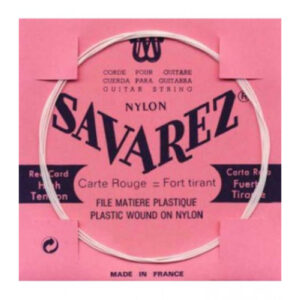 CORDE POUR GUITARE
CUERDA PARA GUITARRA
GUITAR STRING
NYLON
SAVAREZ®
Red Card
High
Tension
Carte Rouge = Fort tirant
Carta Roja
Fuerte
Tirante
FILE MATIERE PLASTIQUE
PLASTIC WOUND ON NYLON
MADE IN FRANCE